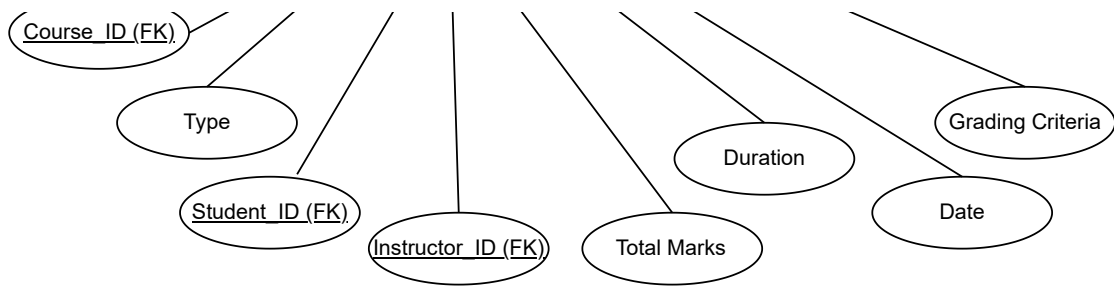 Course_ID (FK)
Type
Grading Criteria
Duration
Student_ID (FK)
Date
Instructor_ID (FK)
Total Marks